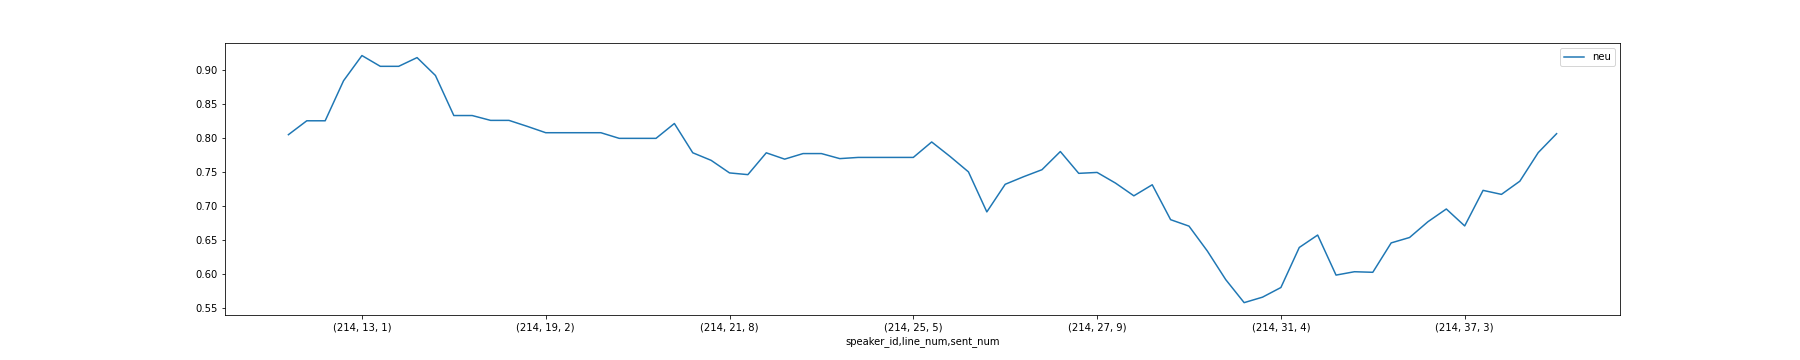 neu
0.90
0.85
0.80
0.75
0.70
0.65
0.60
0.55
(214, 13, 1) (214, 19, 2) (214, 21, 8) (214, 25, 5) (214, 27, 9) (214, 31, 4) (214, 37, 3)
speaker_id,line_num,sent_num